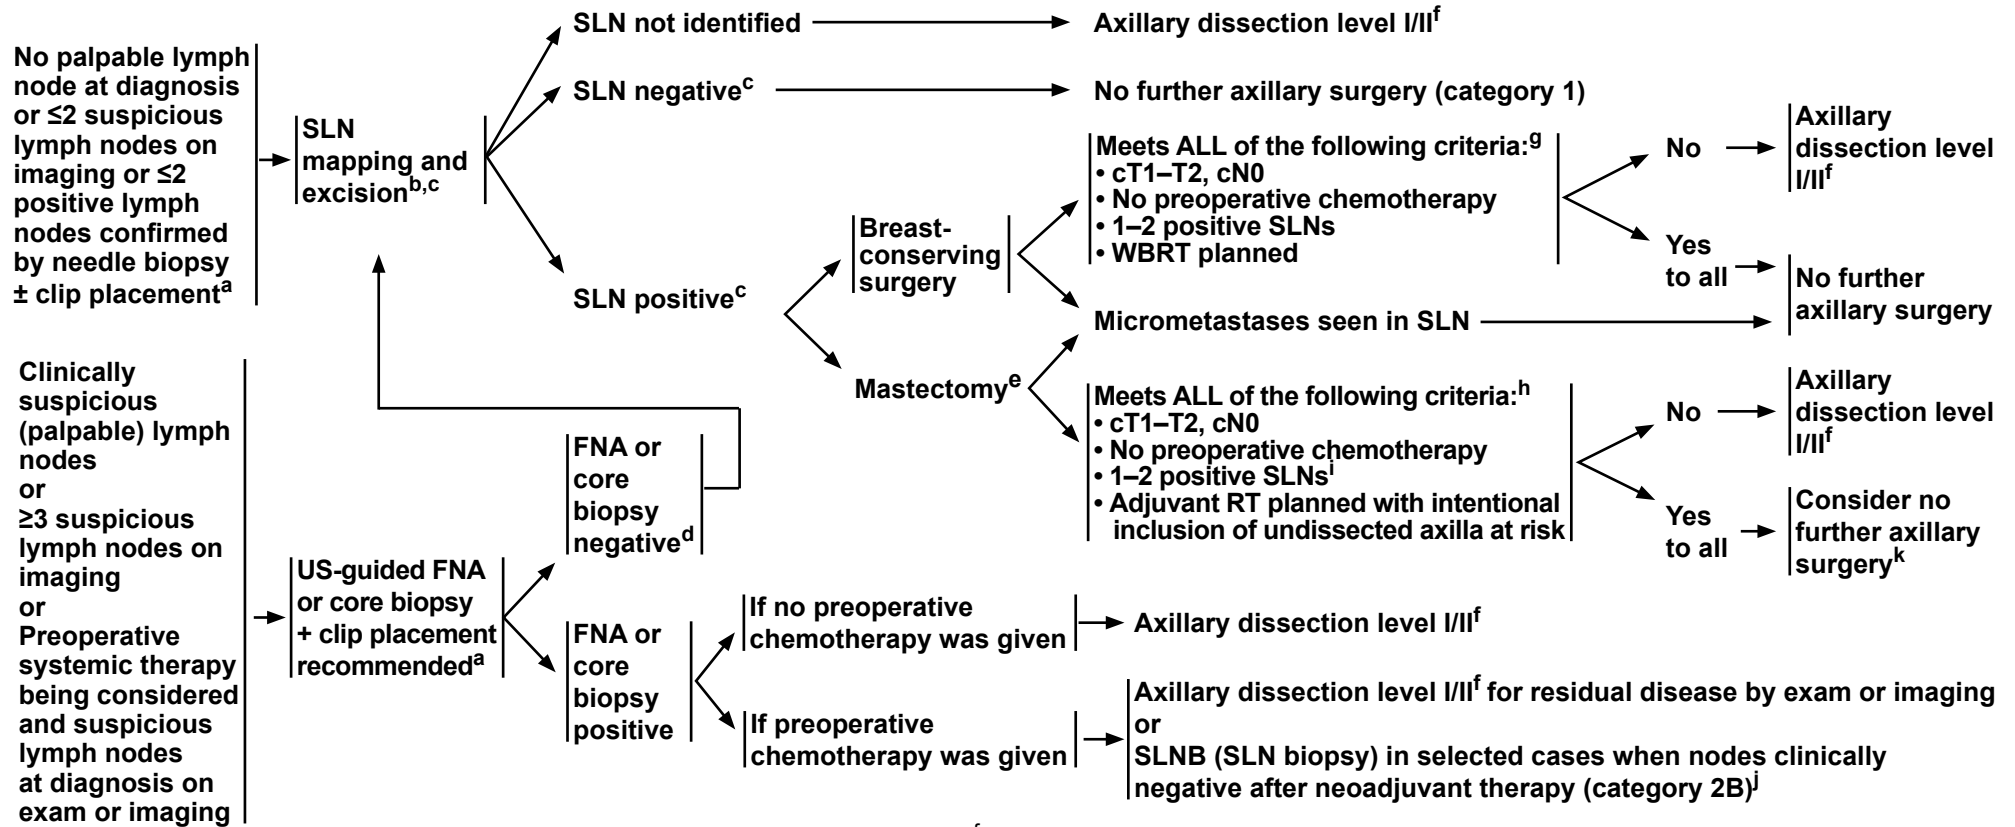 No palpable lymph
node at diagnosis
or ≤2 suspicious
lymph nodes on
imaging or ≤2
positive lymph
nodes confirmed
by needle biopsy
± clip placementa
SLN
mapping and
excisionb,c
SLN not identified
Axillary dissection level I/IIf
SLN negativec
No further axillary surgery (category 1)
SLN positivec
Breast-
conserving
surgery
Meets ALL of the following criteria:g
• cT1–T2, cN0
• No preoperative chemotherapy
• 1–2 positive SLNs
• WBRT planned
No
Axillary
dissection level
I/IIf
Yes
to all
No further
axillary surgery
Micrometastases seen in SLN
Mastectomye
Meets ALL of the following criteria:h
• cT1–T2, cN0
• No preoperative chemotherapy
• 1–2 positive SLNsi
• Adjuvant RT planned with intentional
inclusion of undissected axilla at risk
No
Axillary
dissection level
I/IIf
Yes
to all
Consider no
further axillary
surgeryk
Clinically
suspicious
(palpable) lymph
nodes
or
≥3 suspicious
lymph nodes on
imaging
or
Preoperative
systemic therapy
being considered
and suspicious
lymph nodes
at diagnosis on
exam or imaging
US-guided FNA
or core biopsy
+ clip placement
recommendeda
FNA or
core
biopsy
negatived
FNA or
core
biopsy
positive
If no preoperative
chemotherapy was given
Axillary dissection level I/IIf
If preoperative
chemotherapy was given
Axillary dissection level I/IIf for residual disease by exam or imaging
or
SLNB (SLN biopsy) in selected cases when nodes clinically
negative after neoadjuvant therapy (category 2B)j